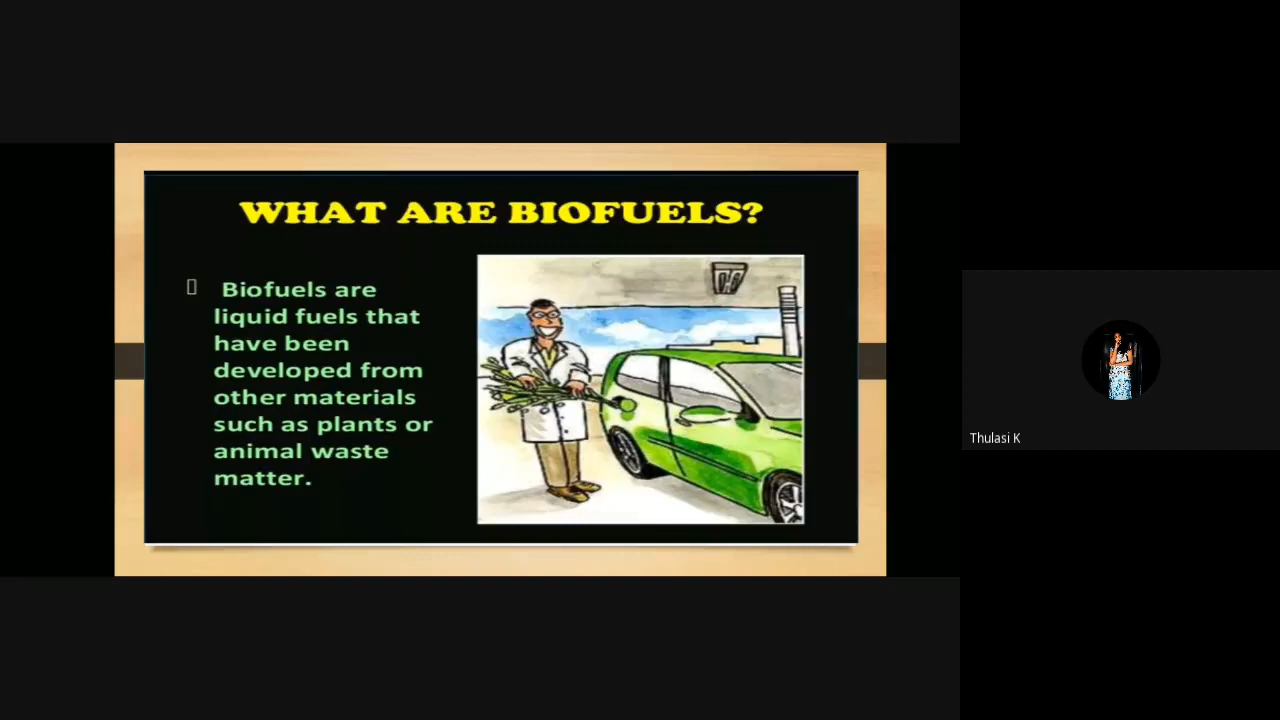 WHAT ARE BIOFUELS?
Biofuels are
liquid fuels that
have been
developed from
other materials
such as plants or
animal waste
matter.
Thulasi K